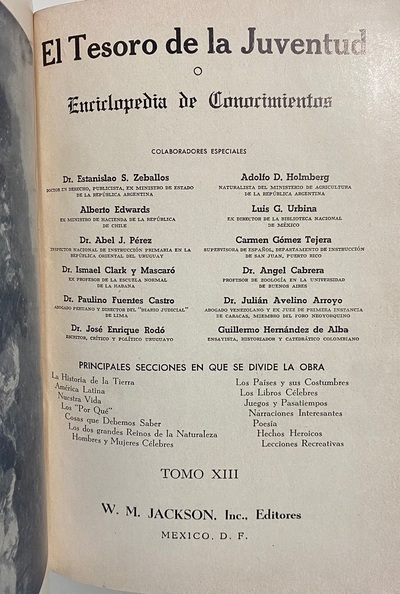 El Tesoro de la Juventud
O
Enciclopedia de Conocimientos
COLABORADORES ESPECIALES
Dr. Estanislao S. Zeballos
DOCTOR EN DERECHO, PUBLICISTA, EX MINISTRO DE ESTADO
DE LA REPÚBLICA ARGENTINA
Adolfo D. Holmberg
NATURALISTA DEL MINISTERIO DE AGRICULTURA
DE LA REPÚBLICA ARGENTINA
Alberto Edwards
EX MINISTRO DE HACIENDA DE LA REPÚBLICA
DE CHILE
Luis G. Urbina
EX DIRECTOR DE LA BIBLIOTECA NACIONAL
DE MÉXICO
Dr. Abel J. Pérez
INSPECTOR NACIONAL DE INSTRUCCIÓN PRIMARIA EN LA
REPÚBLICA ORIENTAL DEL URUGUAY
Carmen Gómez Tejera
SUPERVISORA DE ESPAÑOL, DEPARTAMENTO DE INSTRUCCIÓN
DE SAN JUAN, PUERTO RICO
Dr. Ismael Clark y Mascaró
EX PROFESOR DE LA ESCUELA NORMAL
DE LA HABANA
Dr. Angel Cabrera
PROFESOR DE ZOOLOGÍA EN LA UNIVERSIDAD
DE BUENOS AIRES
Dr. Paulino Fuentes Castro
ABOGADO PERUANO Y DIRECTOR DEL "DIARIO JUDICIAL"
DE LIMA
Dr. Julián Avelino Arroyo
ABOGADO VENEZOLANO Y EX JUEZ DE PRIMERA INSTANCIA
DE CARACAS, MIEMBRO DEL FORO NEOYORQUINO
Dr. José Enrique Rodó
ESCRITOR, CRÍTICO Y POLÍTICO URUGUAYO
Guillermo Hernández de Alba
ENSAYISTA, HISTORIADOR Y CATEDRÁTICO COLOMBIANO
PRINCIPALES SECCIONES EN QUE SE DIVIDE LA OBRA
La Historia de la Tierra
América Latina
Nuestra Vida
Los "Por Qué"
Cosas que Debemos Saber
Los dos grandes Reinos de la Naturaleza
Hombres y Mujeres Célebres
Los Países y sus Costumbres
Los Libros Célebres
Juegos y Pasatiempos
Narraciones Interesantes
Poesía
Hechos Heroicos
Lecciones Recreativas
TOMO XIII
W. M. JACKSON, Inc., Editores
MEXICO, D. F.